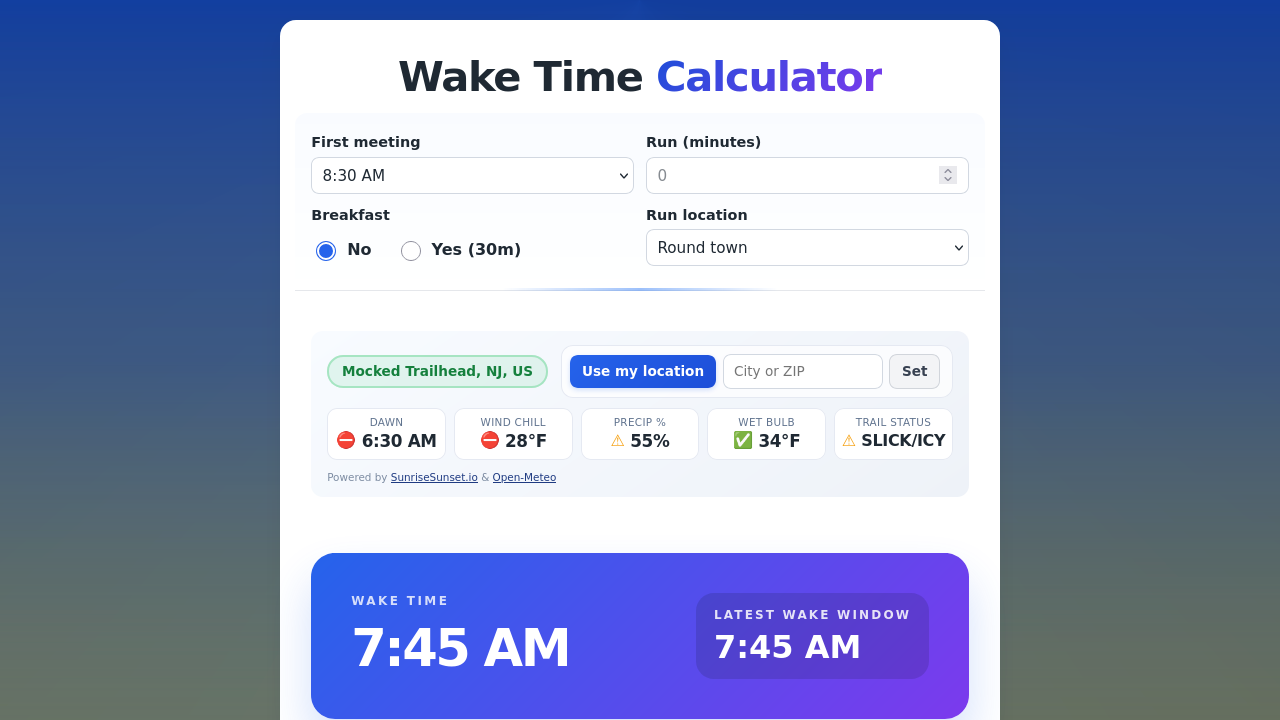 Wake Time Calculator
First meeting
8:30 AM
Run (minutes)
0
Breakfast
No
Yes (30m)
Run location
Round town
Mocked Trailhead, NJ, US
Use my location
City or ZIP
Set
DAWN
⛔ 6:30 AM
WIND CHILL
⛔ 28°F
PRECIP %
⚠ 55%
WET BULB
✅ 34°F
TRAIL STATUS
⚠ SLICK/ICY
Powered by SunriseSunset.io & Open-Meteo
WAKE TIME
7:45 AM
LATEST WAKE WINDOW
7:45 AM